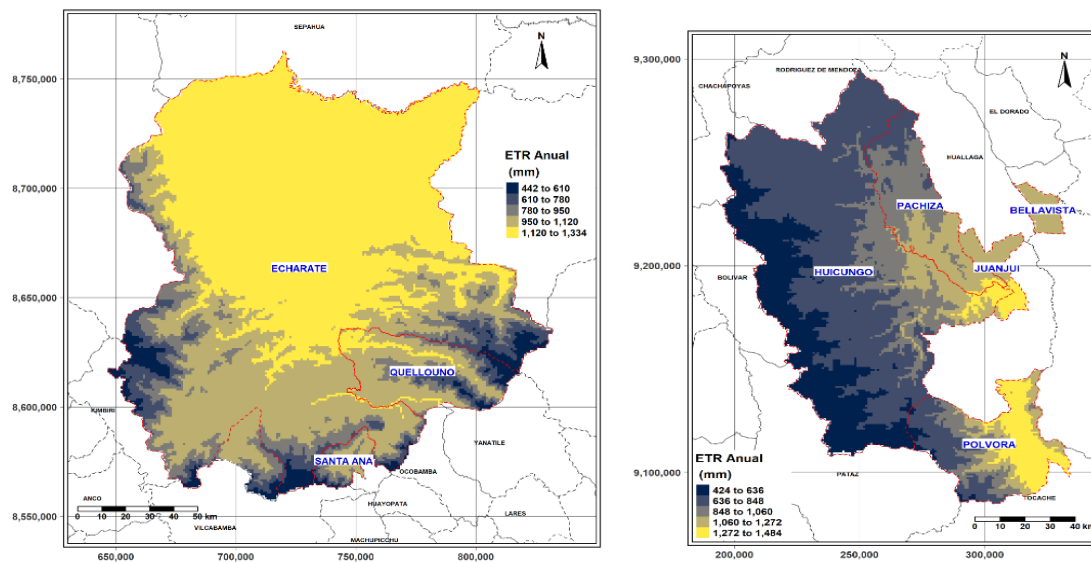 SEPAHUA
N
8,750,000
ETR Anual
(mm)
442 to 610
610 to 780
780 to 950
950 to 1,120
1,120 to 1,334
8,700,000
ECHARATE
8,650,000
QUELLOUNO
8,600,000
KIMBIRI
YANATILE
SANTA ANA
OCOBAMBA
ANCO
HUAYOPATA
LARES
0 10 20 30 40 50 km
8,550,000
VILCABAMBA
MACHUPICCHU
650,000 700,000 750,000 800,000
9,300,000
RODRIGUEZ DE MENDOZA
N
CHACHAPOYAS
EL DORADO
HUALLAGA
PACHIZA
BELLAVISTA
9,200,000
BOLIVAR
HUICUNGO
JUANJUI
POLVORA
ETR Anual
(mm)
424 to 636
636 to 848
848 to 1,060
1,060 to 1,272
1,272 to 1,484
9,100,000
PATAZ
TOCACHE
0 10 20 30 40 km
200,000 250,000 300,000